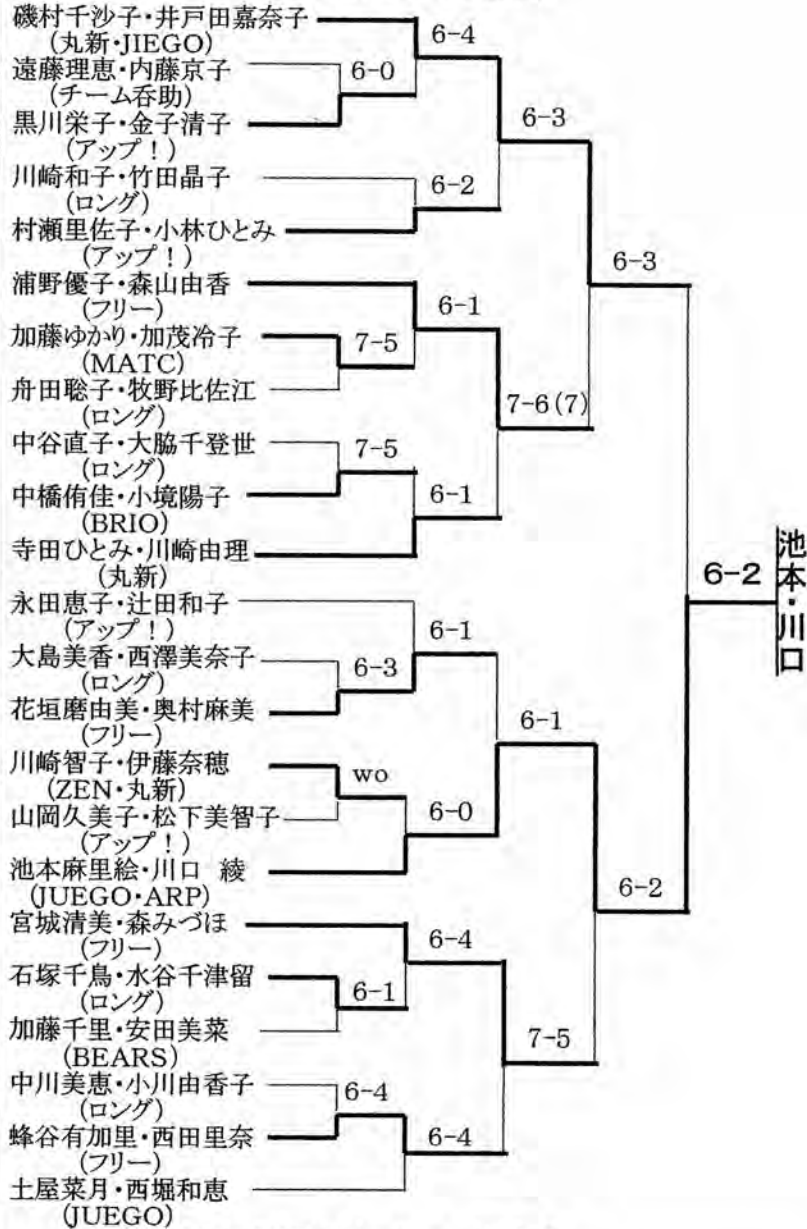 磯村千沙子・井戸田嘉奈子
(丸新・JIEGO)
遠藤理恵・内藤京子
(チーム呑助)
黒川栄子・金子清子
(アップ！)
川崎和子・竹田晶子
(ロング)
村瀬里佐子・小林ひとみ
(アップ！)
浦野優子・森山由香
(フリー)
加藤ゆかり・加茂冷子
(MATC)
舟田聡子・牧野比佐江
(ロング)
中谷直子・大脇千登世
(ロング)
中橋侑佳・小境陽子
(BRIO)
寺田ひとみ・川崎由理
(丸新)
永田恵子・辻田和子
(アップ！)
大島美香・西澤美奈子
(ロング)
花垣磨由美・奥村麻美
(フリー)
川崎智子・伊藤奈穂
(ZEN・丸新)
山岡久美子・松下美智子
(アップ！)
池本麻里絵・川口 綾
(JUEGO・ARP)
宮城清美・森みづほ
(フリー)
石塚千鳥・水谷千津留
(ロング)
加藤千里・安田美菜
(BEARS)
中川美恵・小川由香子
(ロング)
蜂谷有加里・西田里奈
(フリー)
土屋菜月・西堀和恵
(JUEGO)
6-0
7-5
7-5
6-3
wo
6-1
6-4
6-4
6-2
6-1
6-1
6-1
6-0
6-4
6-4
6-3
7-6(7)
6-1
7-5
6-3
6-2
6-2
池本・川口